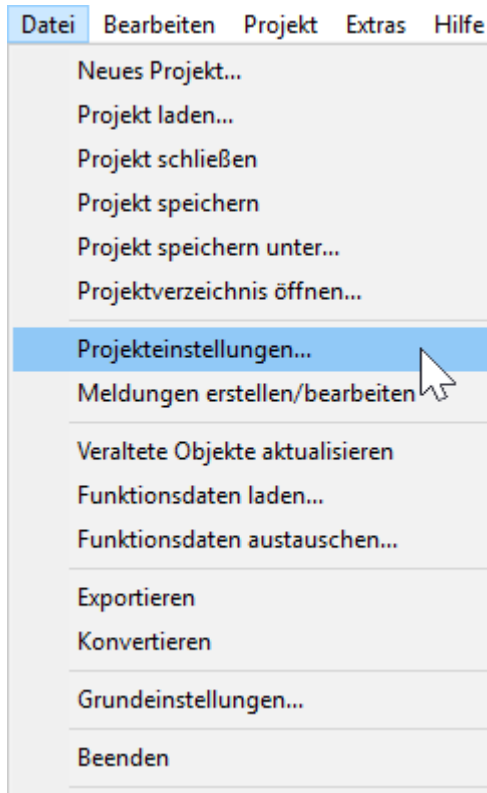 Datei Bearbeiten Projekt Extras Hilfe
Neues Projekt...
Projekt laden...
Projekt schließen
Projekt speichern
Projekt speichern unter...
Projektverzeichnis öffnen...
Projekteinstellungen...
Meldungen erstellen/bearbeiten
Veraltete Objekte aktualisieren
Funktionsdaten laden...
Funktionsdaten austauschen...
Exportieren
Konvertieren
Grundeinstellungen...
Beenden